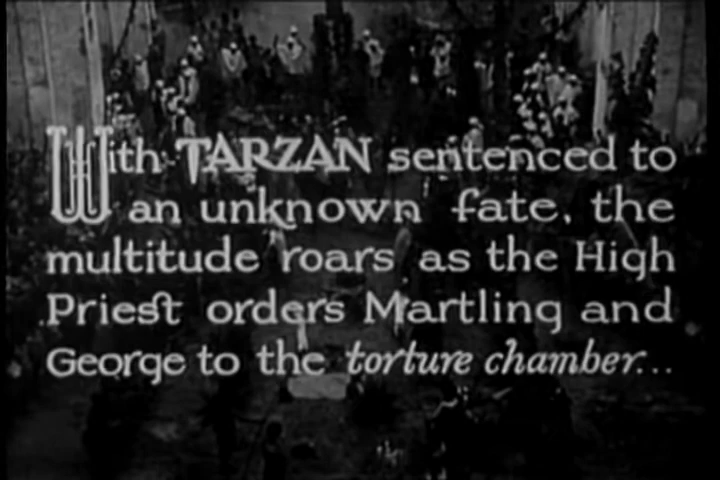 With TARZAN sentenced to
an unknown fate, the
multitude roars as the High
Priest orders Martling and
George to the torture chamber...